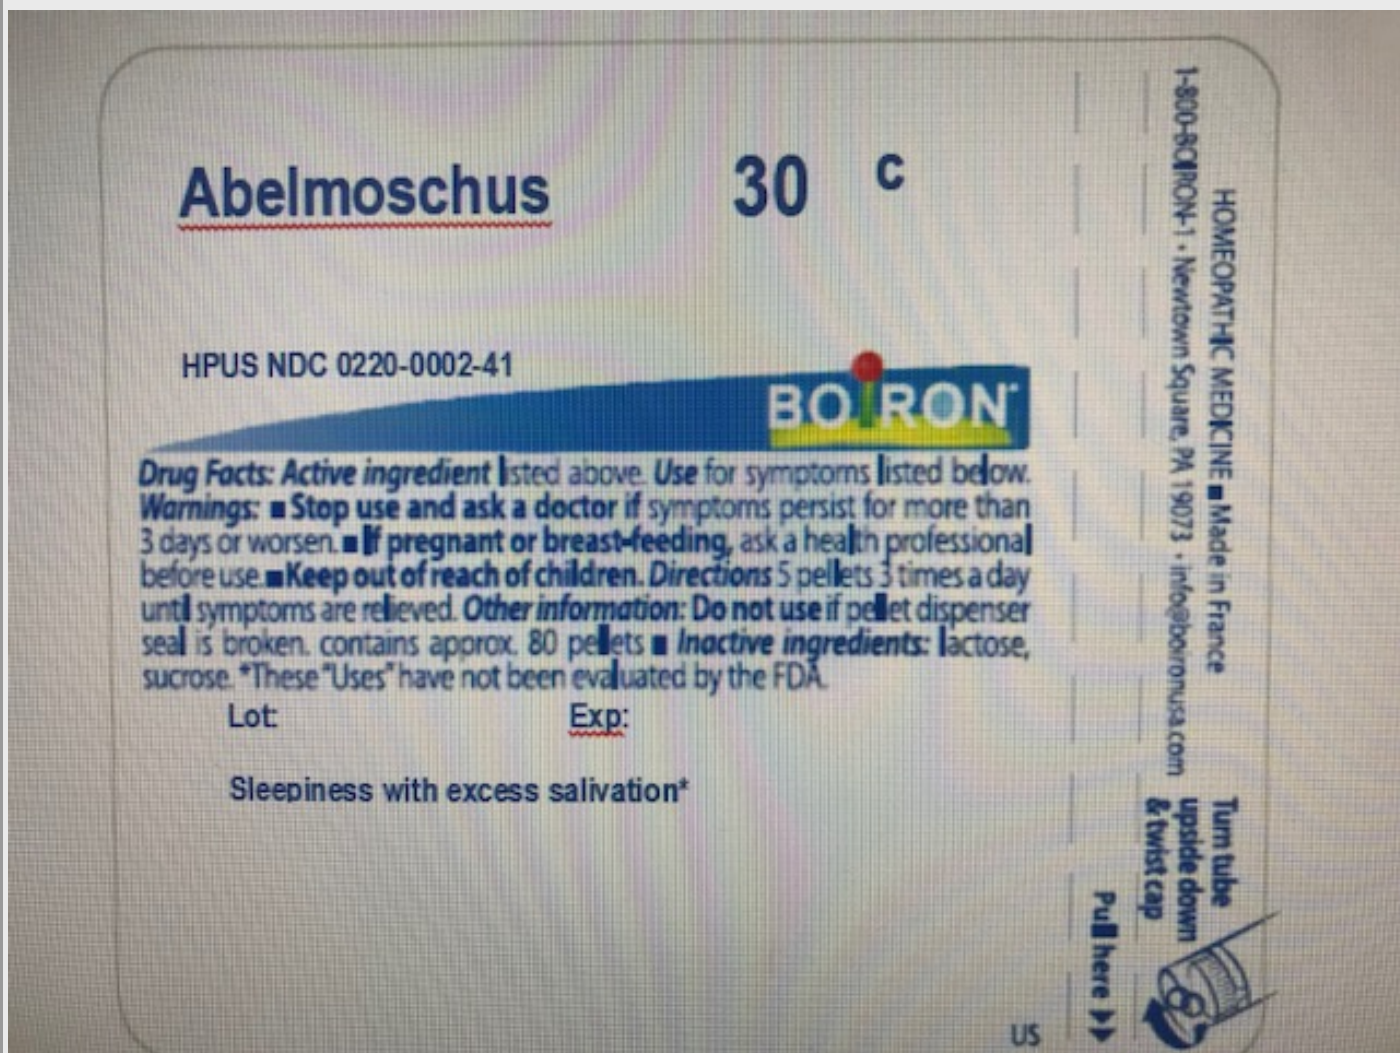 Abelmoschus 30 C
HPUS NDC 0220-0002-41
BOIRON
Drug Facts: Active ingredient listed above. Use for symptoms listed below.
Warnings: ■ Stop use and ask a doctor if symptoms persist for more than
3 days or worsen. ■ If pregnant or breast-feeding, ask a health professional
before use. ■ Keep out of reach of children. Directions 5 pellets 3 times a day
until symptoms are relieved. Other information: Do not use if pellet dispenser
seal is broken. contains approx. 80 pellets ■ Inactive ingredients: lactose,
sucrose. *These "Uses" have not been evaluated by the FDA.
Lot: Exp:
Sleepiness with excess salivation*
US
HOMEOPATHIC MEDICINE ■ Made in France
1-800-BOIRON-1 • Newtown Square, PA 19073 • info@boironusa.com
Turn tube
upside down
& twist cap
Pull here